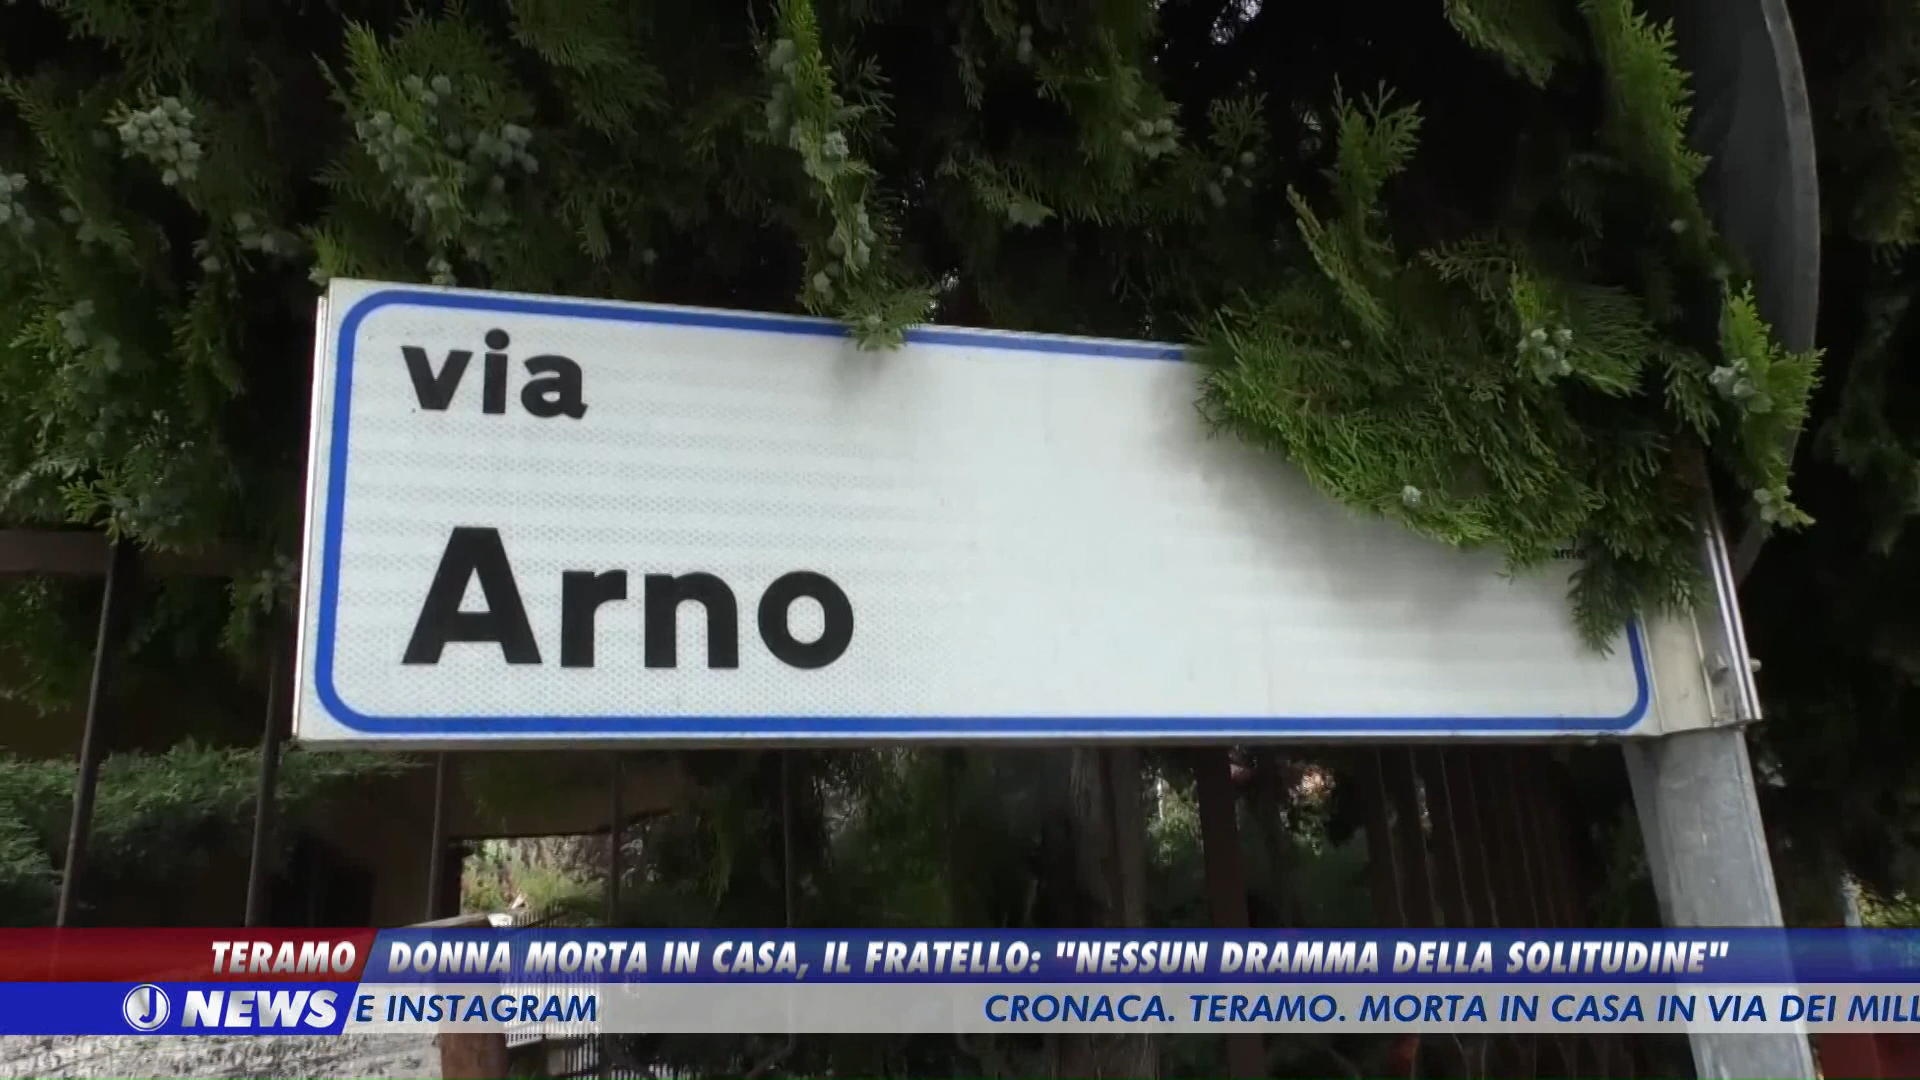 via
Arno
TERAMO DONNA MORTA IN CASA, IL FRATELLO: "NESSUN DRAMMA DELLA SOLITUDINE"
J NEWS E INSTAGRAM CRONACA. TERAMO. MORTA IN CASA IN VIA DEI MILL